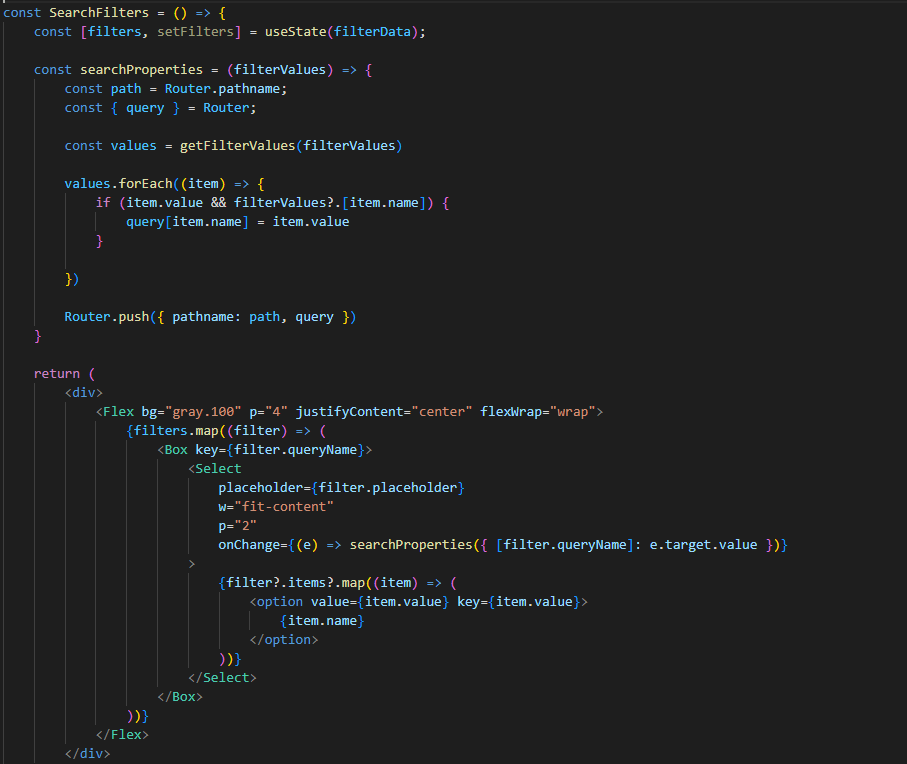 const SearchFilters = () => {
    const [filters, setFilters] = useState(filterData);

    const searchProperties = (filterValues) => {
        const path = Router.pathname;
        const { query } = Router;

        const values = getFilterValues(filterValues)

        values.forEach((item) => {
            if (item.value && filterValues?.[item.name]) {
                query[item.name] = item.value
            }

        })

        Router.push({ pathname: path, query })
    }

    return (
        <div>
            <Flex bg="gray.100" p="4" justifyContent="center" flexWrap="wrap">
                {filters.map((filter) => (
                    <Box key={filter.queryName}>
                        <Select
                            placeholder={filter.placeholder}
                            w="fit-content"
                            p="2"
                            onChange={(e) => searchProperties({ [filter.queryName]: e.target.value })}
                        >
                            {filter?.items?.map((item) => (
                                <option value={item.value} key={item.value}>
                                    {item.name}
                                </option>
                            ))}
                        </Select>
                    </Box>
                ))}
            </Flex>
        </div>